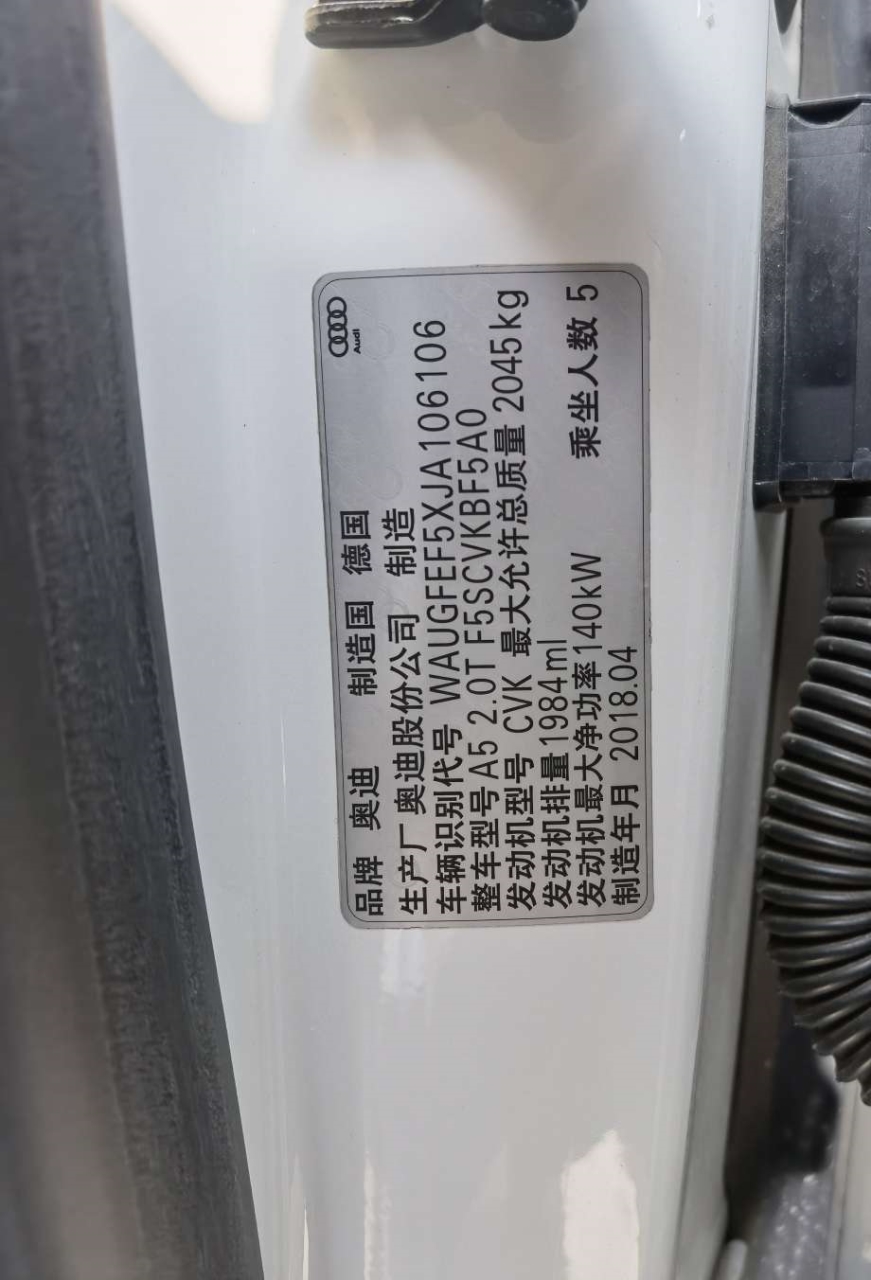 Audi
品牌 奥迪 制造国 德国
生产厂 奥迪股份公司 制造
车辆识别代号 WAUGFEF5XJA106106
整车型号 A5 2.0T F5SCVKBF5A0
发动机型号 CVK 最大允许总质量 2045kg
发动机排量 1984ml
发动机最大净功率 140kW 乘坐人数 5
制造年月 2018.04